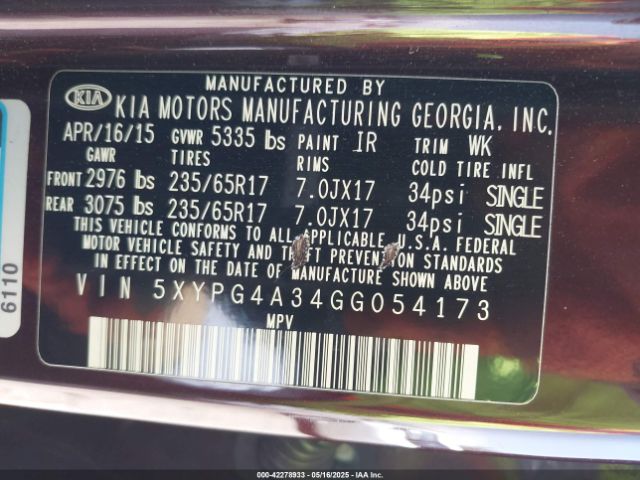 MANUFACTURED BY
KIA KIA MOTORS MANUFACTURING GEORGIA, INC.
APR/16/15 GVWR 5335 lbs PAINT IR TRIM WK
GAWR TIRES RIMS COLD TIRE INFL
FRONT 2976 lbs 235/65R17 7.0JX17 34psi SINGLE
REAR 3075 lbs 235/65R17 7.0JX17 34psi SINGLE
THIS VEHICLE CONFORMS TO ALL APPLICABLE U.S.A. FEDERAL
MOTOR VEHICLE SAFETY AND THEFT PREVENTION STANDARDS
IN EFFECT ON THE DATE OF MANUFACTURE SHOWN ABOVE
VIN 5XYPG4A34GG054173
MPV
6110
000-42278933 - 05/16/2025 - IAA Inc.